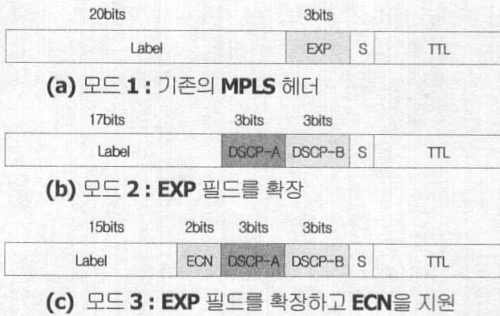 20bits 3bits
Label EXP S TTL
(a) 모드 1 : 기존의 MPLS 헤더
17bits 3bits 3bits
Label DSCP-A DSCP-B S TTL
(b) 모드 2 : EXP 필드를 확장
15bits 2bits 3bits 3bits
Label ECN DSCP-A DSCP-B S TTL
(c) 모드 3 : EXP 필드를 확장하고 ECN을 지원